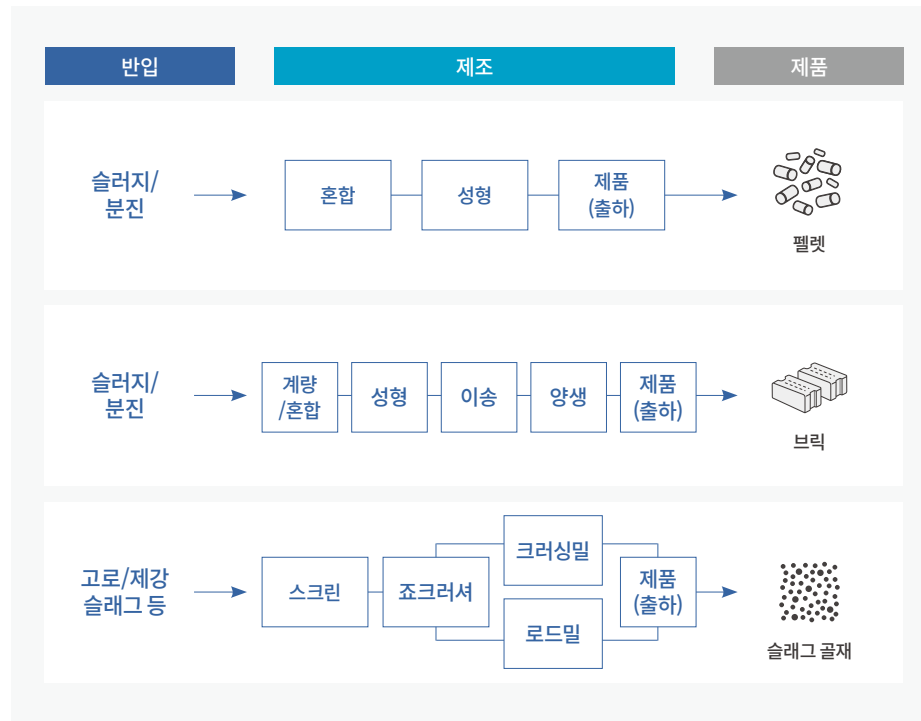 반입
제조
제품
슬러지/
분진
혼합
성형
제품
(출하)
펠렛
슬러지/
분진
계량
/혼합
성형
이송
양생
제품
(출하)
브릭
고로/제강
슬래그 등
스크린
죠크러셔
크러싱밀
로드밀
제품
(출하)
슬래그 골재